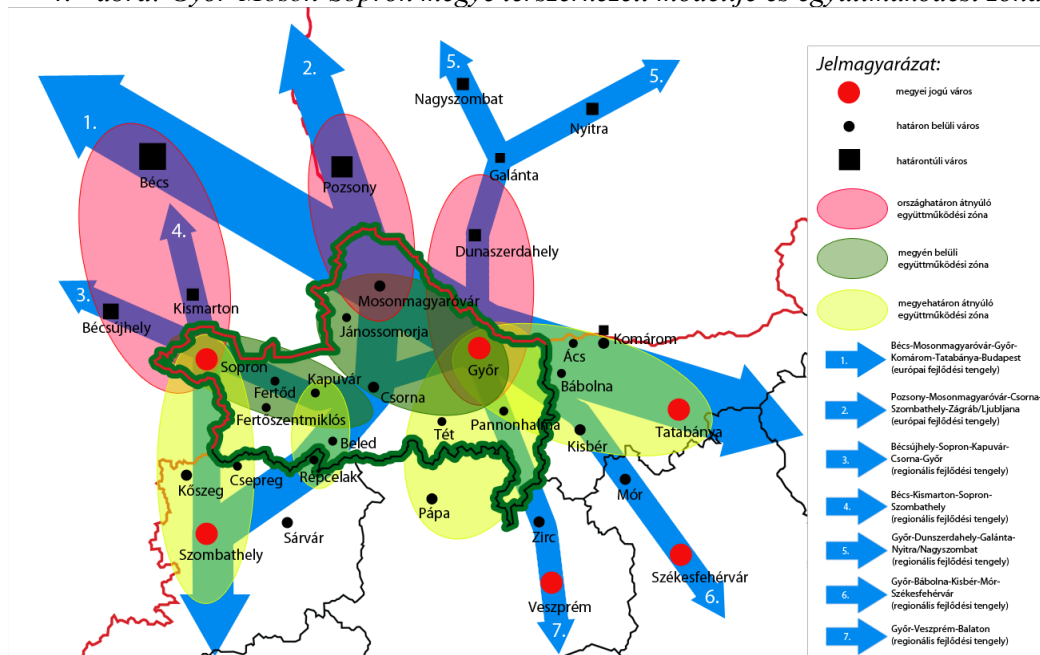 Győr-Moson-Sopron megye térszerkezeti modellje és együttműködési zóná
1.
2.
5.
5.
Nagyszombat
Nyitra
Bécs
Pozsony
Galánta
4.
Dunaszerdahely
3.
Kismarton
Bécsújhely
Mosonmagyaróvár
Jánossomorja
Komárom
Ács
Sopron
Győr
Bábolna
Fertőd
Kapuvár
Csorna
Fertőszentmiklós
Pannonhalma
Tatabánya
Tét
Kisbér
Beled
Csepreg
Répcelak
Kőszeg
Mór
Pápa
Sárvár
Zirc
Szombathely
Székesfehérvár
Veszprém
6.
7.
Jelmagyarázat:
megyei jogú város
határon belüli város
határontúli város
országhatáron átnyúló
együttműködési zóna
megyén belüli
együttműködési zóna
megyehatáron átnyúló
együttműködési zóna
1.
Bécs-Mosonmagyaróvár-Győr-
Komárom-Tatabánya-Budapest
(európai fejlődési tengely)
2.
Pozsony-Mosonmagyaróvár-Csorna-
Szombathely-Zágráb/Ljubljana
(európai fejlődési tengely)
3.
Bécsújhely-Sopron-Kapuvár-
Csorna-Győr
(regionális fejlődési tengely)
4.
Bécs-Kismarton-Sopron-
Szombathely
(regionális fejlődési tengely)
5.
Győr-Dunszerdahely-Galánta-
Nyitra/Nagyszombat
(regionális fejlődési tengely)
6.
Győr-Bábolna-Kisbér-Mór-
Székesfehérvár
(regionális fejlődési tengely)
7.
Győr-Veszprém-Balaton
(regionális fejlődési tengely)